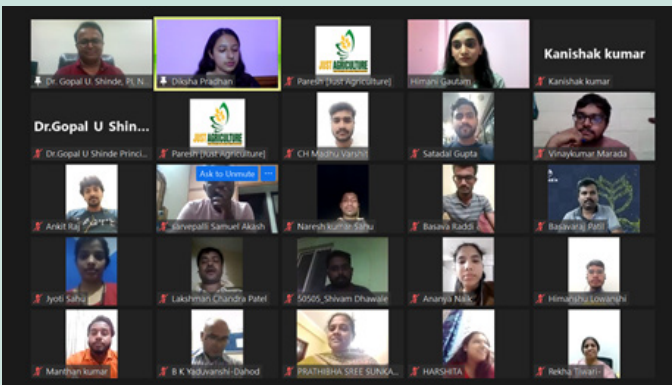 Dr. Gopal U. Shinde, PI, N...
Diksha Pradhan
JUST AGRICULTURE
Paresh [Just Agriculture]
Himani Gautam
Kanishak kumar
Kanishak kumar
Dr.Gopal U Shin...
Dr.Gopal U Shinde Princi...
JUST AGRICULTURE
Paresh [Just Agriculture]
CH Madhu Varshit
Satadal Gupta
Vinaykumar Marada
Ankit Raj
Ask to Unmute ...
sarvepalli Samuel Akash
Naresh kumar Sahu
Basava Raddi
Basavaraj Patil
Jyoti Sahu
Lakshman Chandra Patel
50505_Shivam Dhawale
Ananya Naik
Himanshu Lowanshi
Manthan kumar
B K Yaduvanshi-Dahod
PRATHIBHA SREE SUNKA...
HARSHITA
Rekha Tiwari-